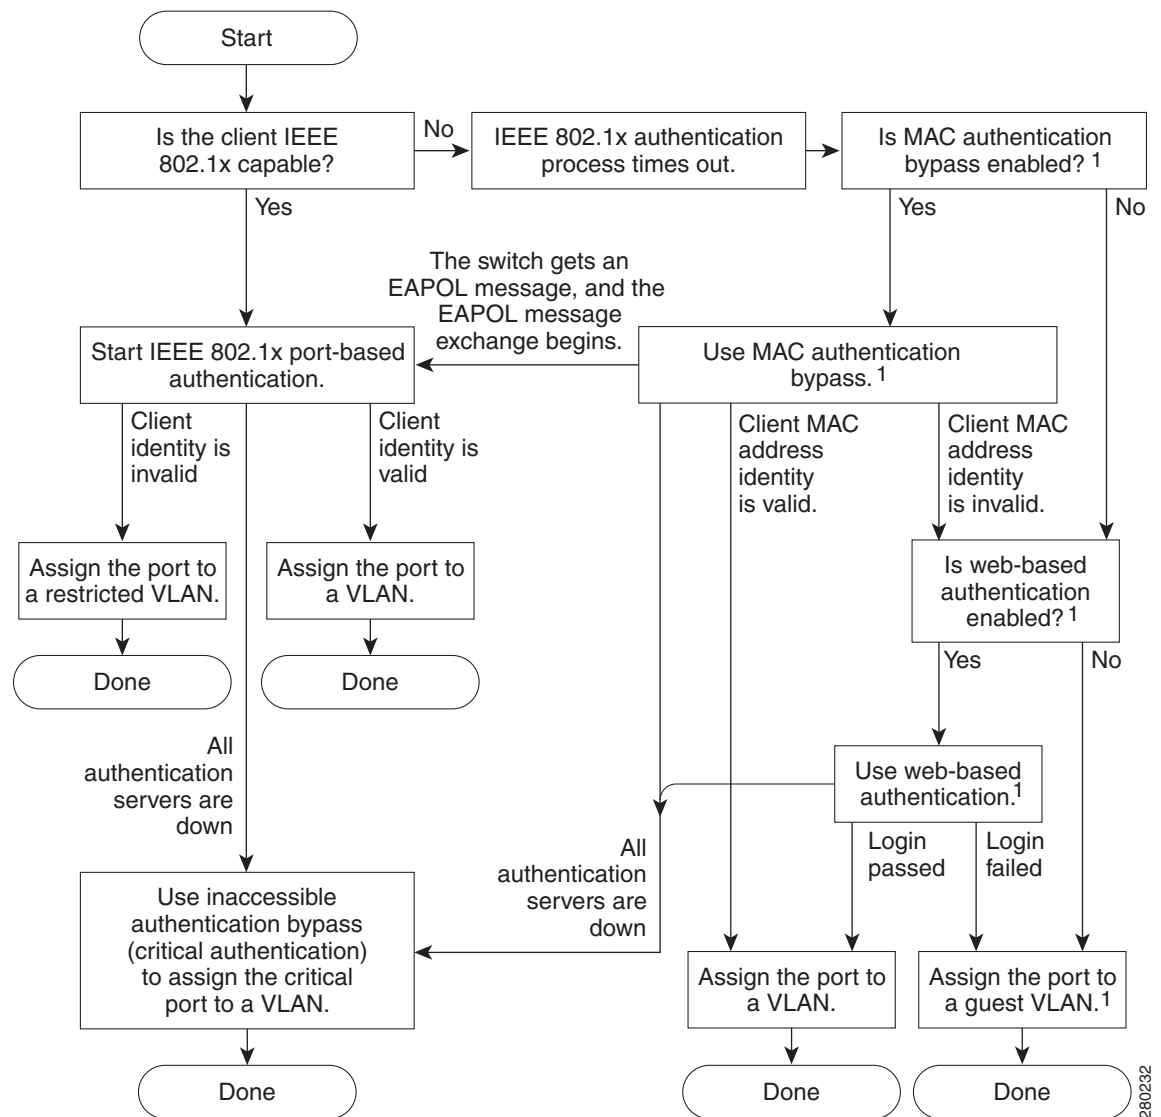 Start
Is the client IEEE
802.1x capable?
No
IEEE 802.1x authentication
process times out.
Is MAC authentication
bypass enabled? 1
Yes
Yes
No
The switch gets an
EAPOL message, and the
EAPOL message
exchange begins.
Start IEEE 802.1x port-based
authentication.
Use MAC authentication
bypass. 1
Client
identity is
invalid
Client
identity is
valid
Client MAC
address
identity
is valid.
Client MAC
address
identity
is invalid.
Assign the port to
a restricted VLAN.
Assign the port to
a VLAN.
Is web-based
authentication
enabled? 1
Done
Done
Yes
No
All
authentication
servers are
down
Use web-based
authentication.1
Login
passed
Login
failed
All
authentication
servers are
down
Use inaccessible
authentication bypass
(critical authentication)
to assign the critical
port to a VLAN.
Assign the port to
a VLAN.
Assign the port to
a guest VLAN.1
Done
Done
Done
280232